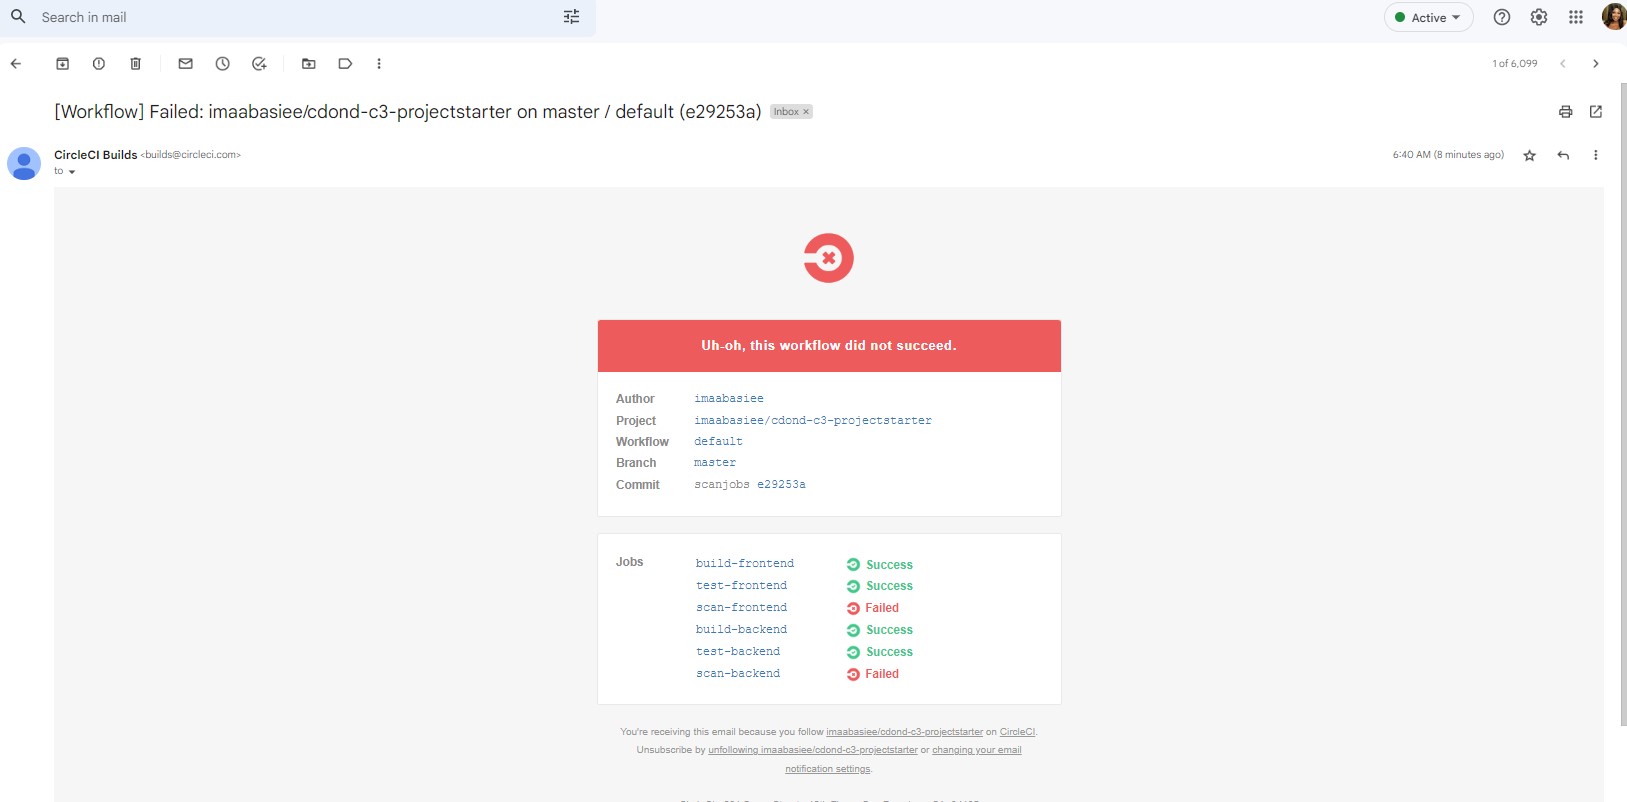 Search in mail
Active
1 of 6,099
[Workflow] Failed: imaabasiee/cdond-c3-projectstarter on master / default (e29253a) Inbox ×
CircleCI Builds <builds@circleci.com>
6:40 AM (8 minutes ago)
to
Uh-oh, this workflow did not succeed.
Author imaabasiee
Project imaabasiee/cdond-c3-projectstarter
Workflow default
Branch master
Commit scanjobs e29253a
Jobs build-frontend Success
test-frontend Success
scan-frontend Failed
build-backend Success
test-backend Success
scan-backend Failed
You're receiving this email because you follow imaabasiee/cdond-c3-projectstarter on CircleCI.
Unsubscribe by unfollowing imaabasiee/cdond-c3-projectstarter or changing your email
notification settings.